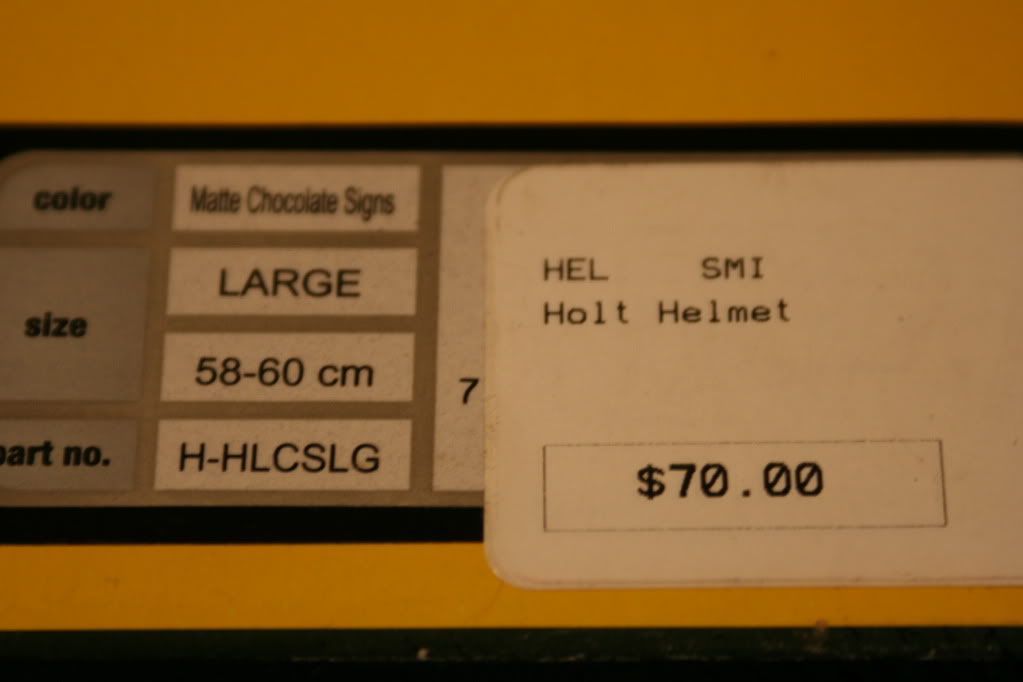 color Matte Chocolate Signs
size LARGE
58-60 cm
part no. H-HLCSLG
7
HEL SMI
Holt Helmet
$70.00